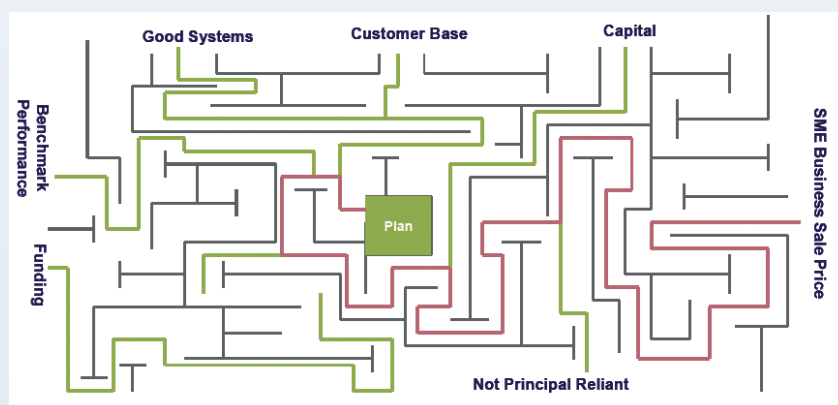 Good Systems
Customer Base
Capital
Benchmark
Performance
SME Business Sale Price
Plan
Funding
Not Principal Reliant